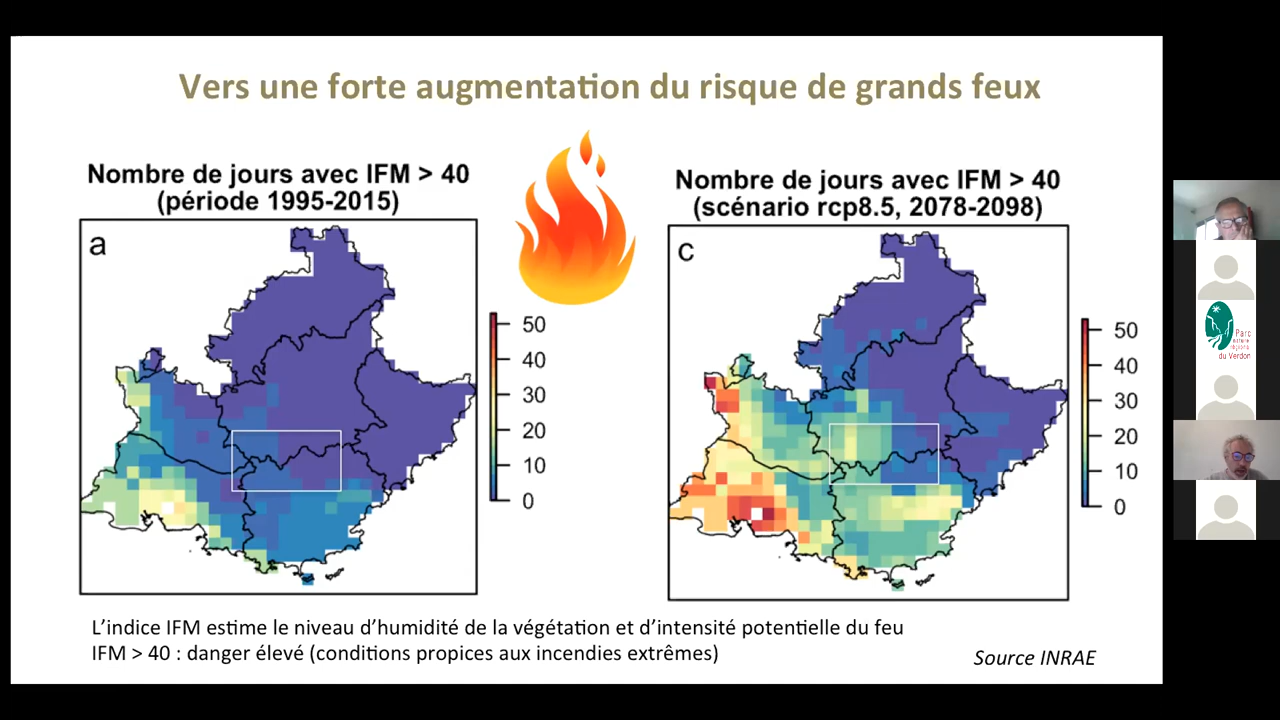 Vers une forte augmentation du risque de grands feux
Nombre de jours avec IFM > 40
(période 1995-2015)
a
50
40
30
20
10
0
Nombre de jours avec IFM > 40
(scénario rcp8.5, 2078-2098)
c
50
40
30
20
10
0
L'indice IFM estime le niveau d'humidité de la végétation et d'intensité potentielle du feu
IFM > 40 : danger élevé (conditions propices aux incendies extrêmes)
Source INRAE
Parc
du Verdon